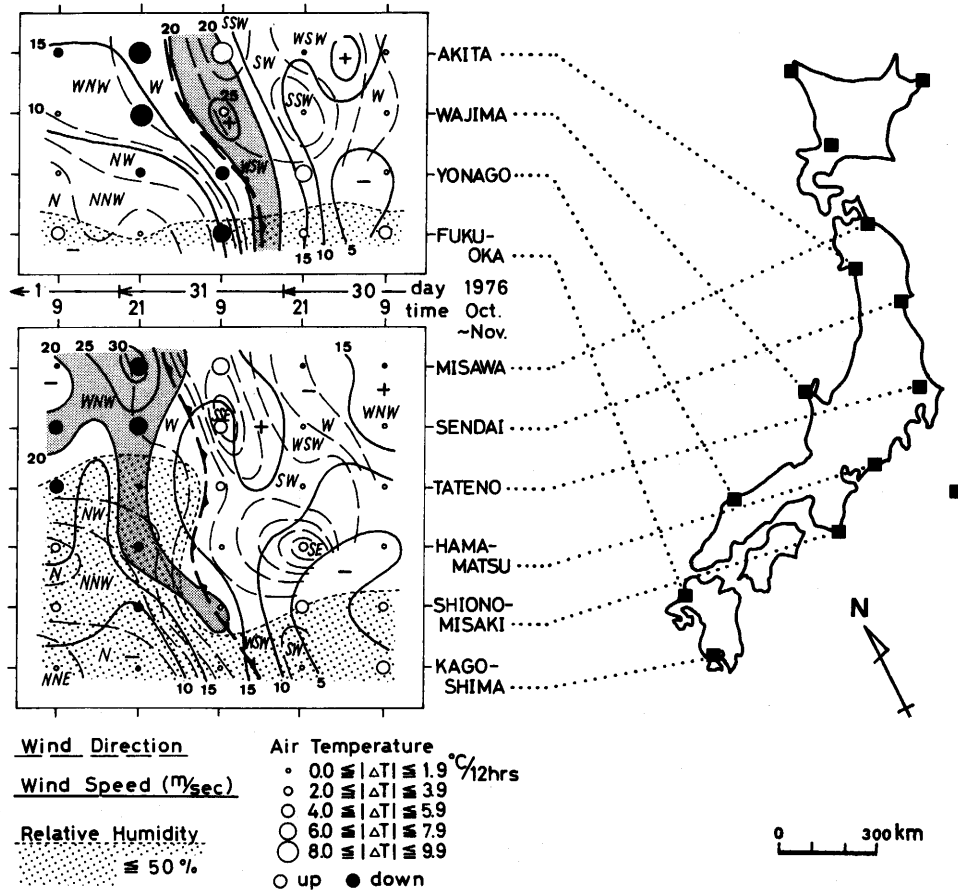 20 20 SSW
15 WSW
SW
WNW W W
25 SSW
10
WSW
NW
N NNW
15 10 5
AKITA
WAJIMA
YONAGO
FUKU-
OKA
1 31 30 day 1976
9 21 9 21 9 time Oct.
~Nov.
20 25 30 15
WNW W SE WNW
WSW
20 SW
NW SE
N NNW
WSW SW
N
NNE
10 15 10 5
15
MISAWA
SENDAI
TATENO
HAMA-
MATSU
SHIONO-
MISAKI
KAGO-
SHIMA
N
Wind Direction
Wind Speed (m/sec)
Relative Humidity
≦ 50 %
Air Temperature
0.0 ≦ | ΔT | ≦ 1.9 °C/12hrs
2.0 ≦ | ΔT | ≦ 3.9
4.0 ≦ | ΔT | ≦ 5.9
6.0 ≦ | ΔT | ≦ 7.9
8.0 ≦ | ΔT | ≦ 9.9
up down
0 300 km